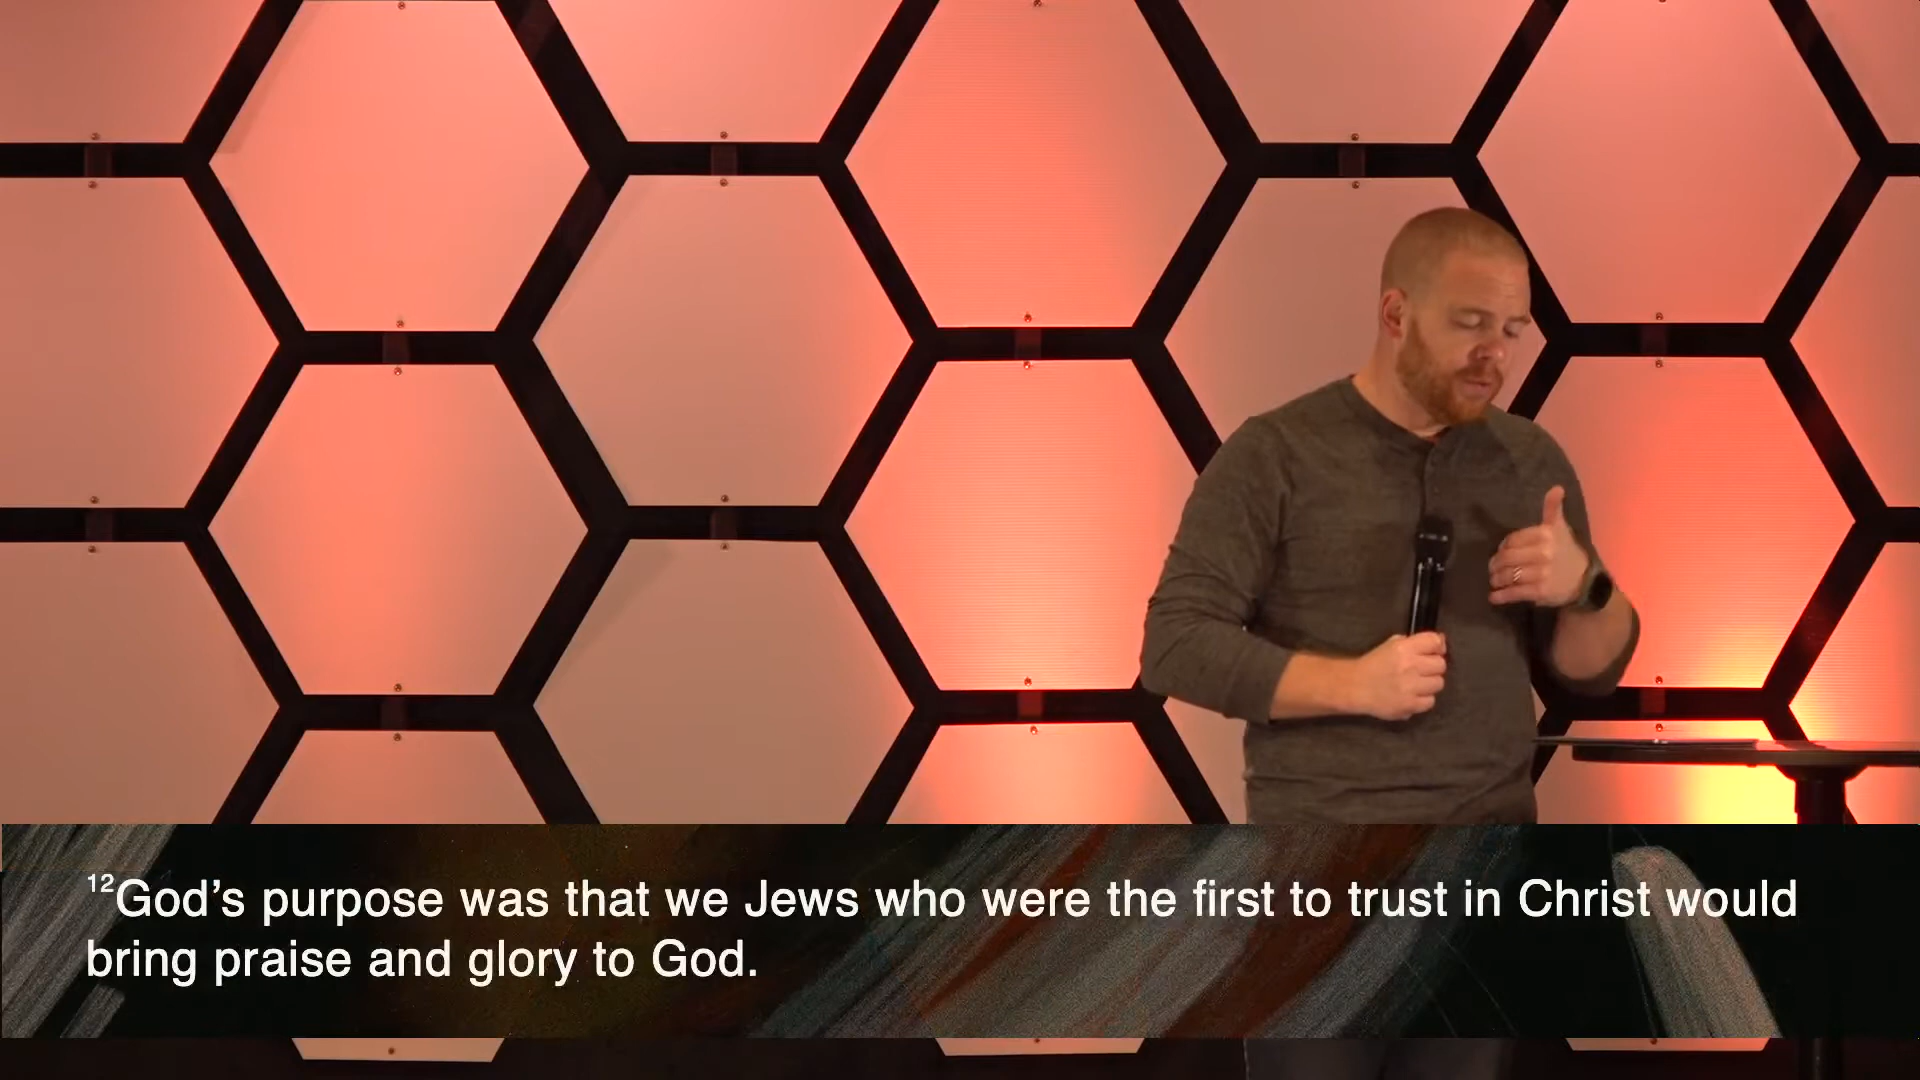 ¹²God’s purpose was that we Jews who were the first to trust in Christ would
bring praise and glory to God.